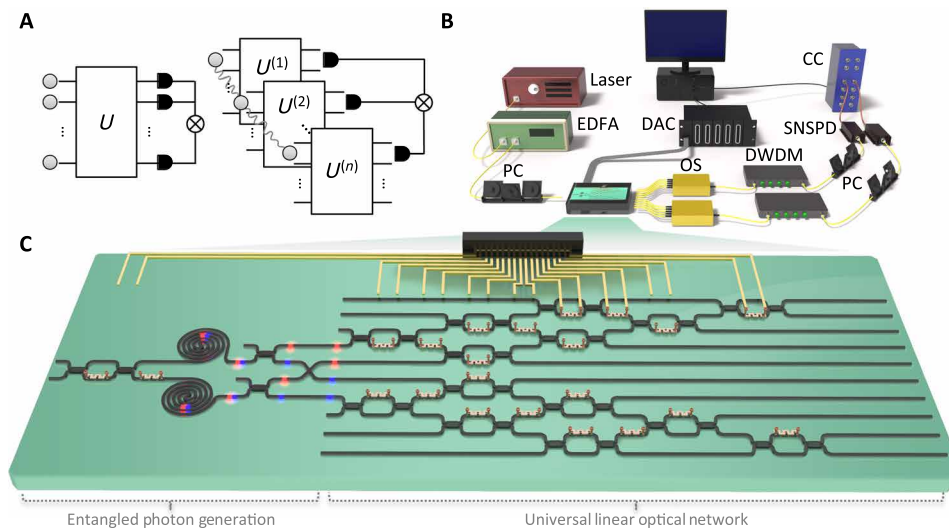 A
U
⋮
⋮
U(1)
U(2)
U(n)
B
Laser
EDFA
PC
DAC
OS
DWDM
CC
SNSPD
PC
C
Entangled photon generation
Universal linear optical network